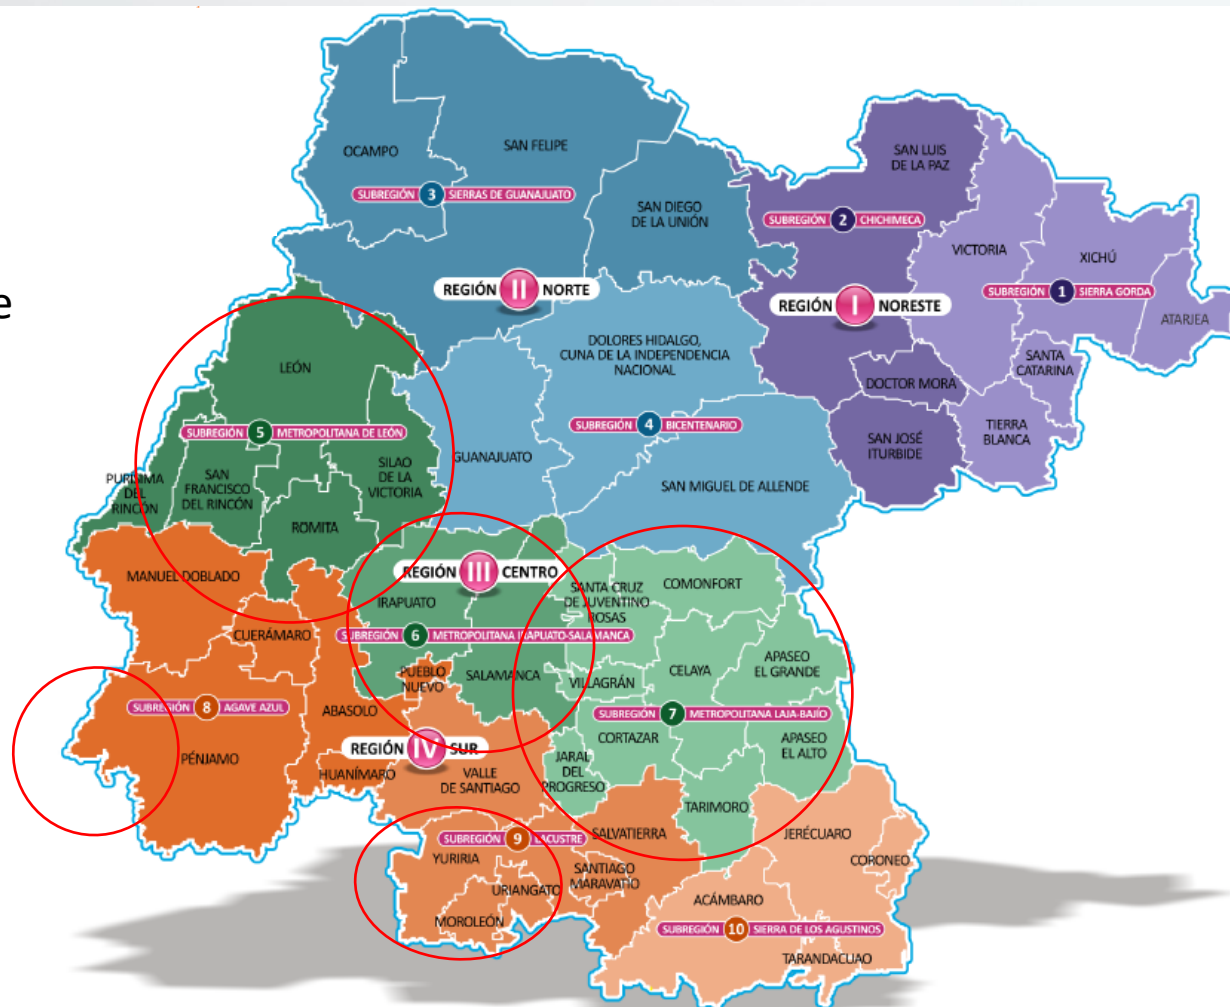 e
OCAMPO
SAN FELIPE
SUBREGIÓN 3 SIERRAS DE GUANAJUATO
SAN DIEGO
DE LA UNIÓN
SAN LUIS
DE LA PAZ
SUBREGIÓN 2 CHICHIMECA
VICTORIA
XICHÚ
SUBREGIÓN 1 SIERRA GORDA
ATARJEA
REGIÓN II NORTE
REGIÓN I NORESTE
DOLORES HIDALGO,
CUNA DE LA INDEPENDENCIA
NACIONAL
SANTA
CATARINA
DOCTOR MORA
LEÓN
SUBREGIÓN 5 METROPOLITANA DE LEÓN
SUBREGIÓN 4 BICENTENARIO
TIERRA
BLANCA
SAN JOSÉ
ITURBIDE
GUANAJUATO
SAN MIGUEL DE ALLENDE
PURÍSIMA
DEL
RINCÓN
SAN
FRANCISCO
DEL RINCÓN
SILAO
DE LA
VICTORIA
ROMITA
MANUEL DOBLADO
REGIÓN III CENTRO
IRAPUATO
SANTA CRUZ
DE JUVENTINO
ROSAS
COMONFORT
CUERÁMARO
SUBREGIÓN 6 METROPOLITANA IRAPUATO-SALAMANCA
PUEBLO
NUEVO
SALAMANCA
VILLAGRÁN
CELAYA
APASEO
EL GRANDE
SUBREGIÓN 8 AGAVE AZUL
ABASOLO
SUBREGIÓN 7 METROPOLITANA LAJA-BAJÍO
CORTAZAR
APASEO
EL ALTO
PÉNJAMO
REGIÓN IV SUR
HUANÍMARO
VALLE
DE SANTIAGO
JARAL
DEL
PROGRESO
TARIMORO
SUBREGIÓN 9 LACUSTRE
SALVATIERRA
JERÉCUARO
YURIRIA
CORONEO
URIANGATO
SANTIAGO
MARAVATÍO
MOROLEÓN
ACÁMBARO
SUBREGIÓN 10 SIERRA DE LOS AGUSTINOS
TARANDACUAO